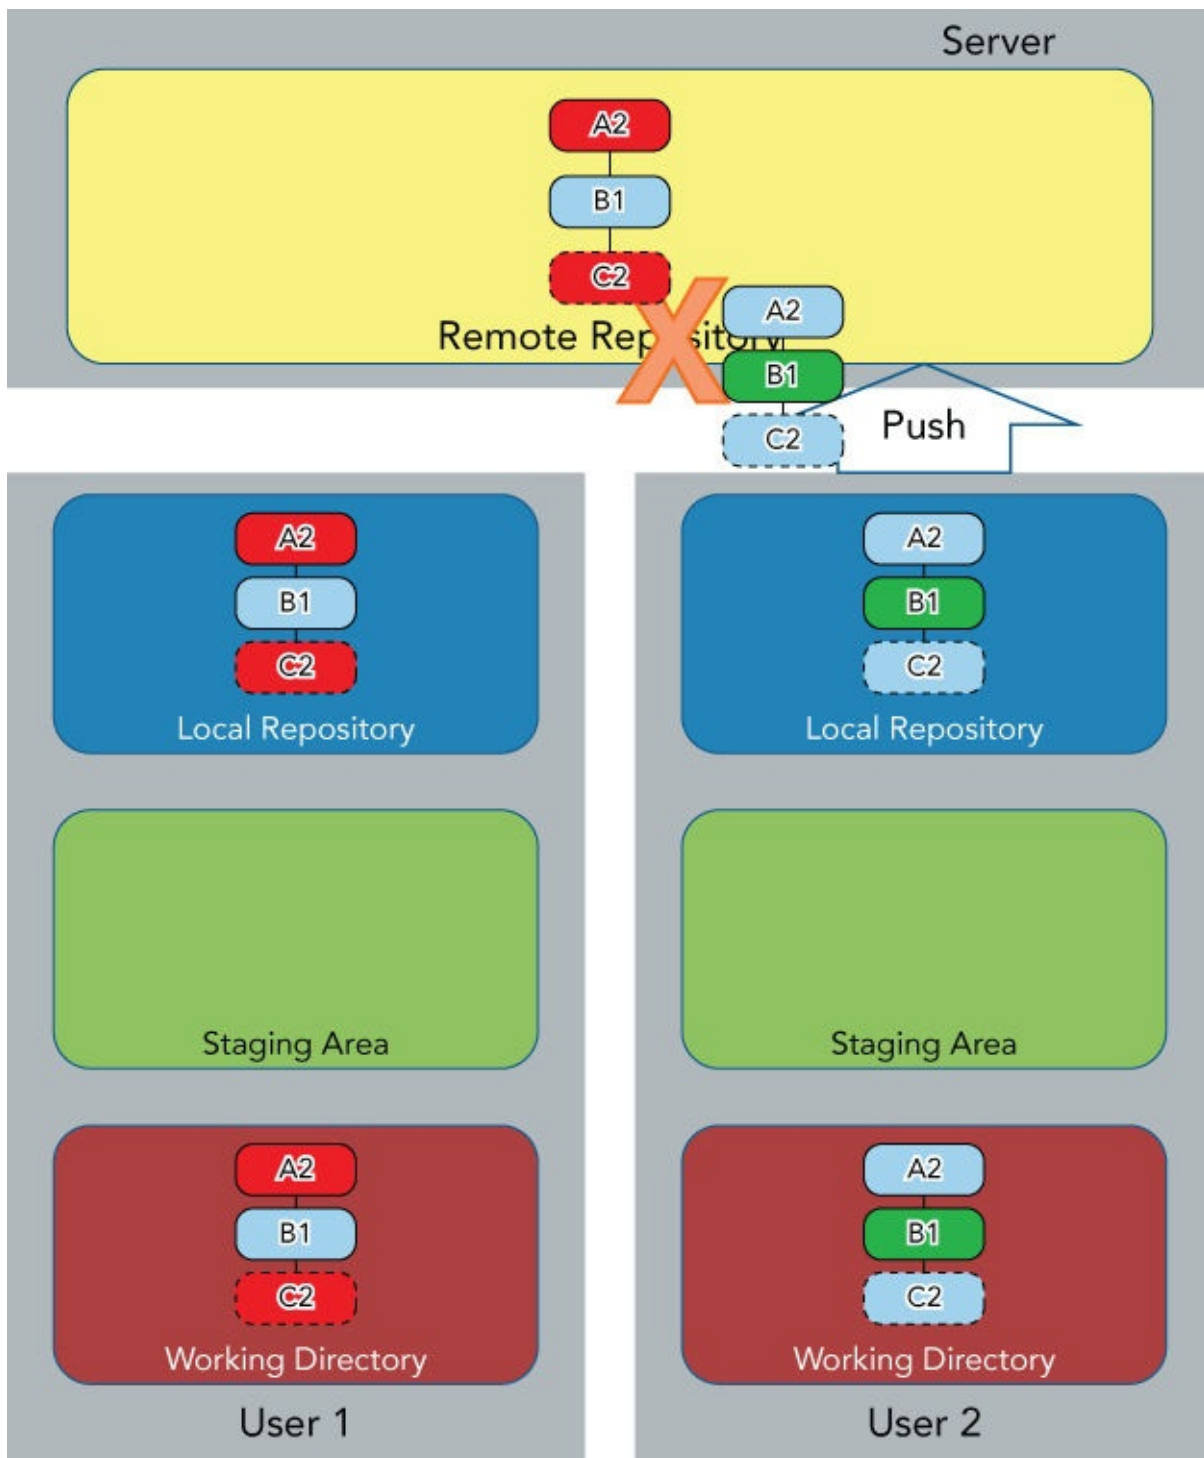 Server
A2
B1
C2
Remote Repository
A2
B1
C2
Push
A2
B1
C2
Local Repository
Staging Area
A2
B1
C2
Working Directory
User 1
A2
B1
C2
Local Repository
Staging Area
A2
B1
C2
Working Directory
User 2
X